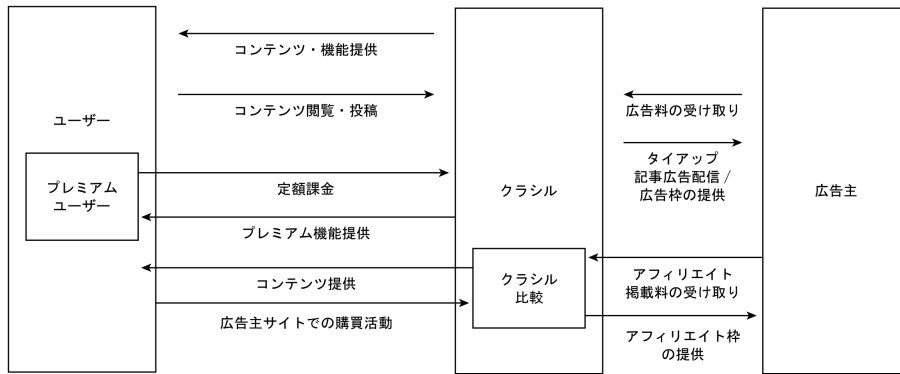 コンテンツ・機能提供
コンテンツ閲覧・投稿
ユーザー
プレミアム
ユーザー
定額課金
プレミアム機能提供
コンテンツ提供
広告主サイトでの購買活動
クラシル
クラシル
比較
広告料の受け取り
タイアップ
記事広告配信 /
広告枠の提供
アフィリエイト
掲載料の受け取り
アフィリエイト枠
の提供
広告主